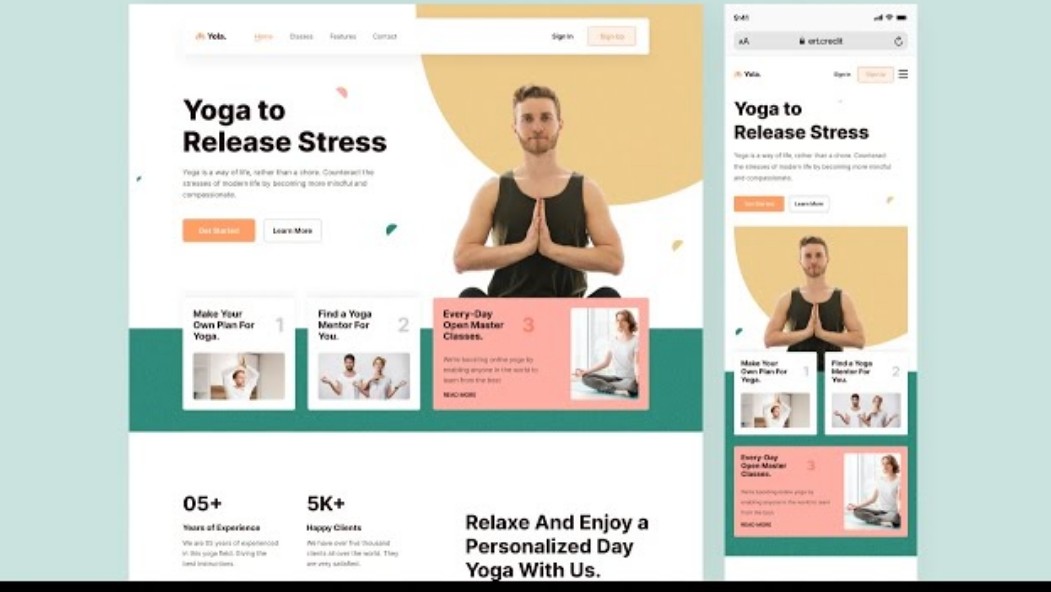 Yola.
Home
Discess
Features
Contact
Sign In
Sign Up
Yoga to
Release Stress
Yoga is a way of life, rather than a chore. Counteract the
stresses of modern life by becoming more mindful and
compassionate.
Get Started
Learn More
Make Your
Own Plan For
Yoga.
1
Find a Yoga
Mentor For
You.
2
Every-Day
Open Master
Classes.
3
We're boosting online yoga by
enabling anyone in the world to
learn from the best
READ MORE
05+
Years of Experience
We are 05 years of experienced
in this yoga field. Giving the
best instructions.
5K+
Happy Clients
We have over five thousand
clients all over the world. They
are very satisfied.
Relaxe And Enjoy a
Personalized Day
Yoga With Us.
9:41
AA
ert.credit
Yola.
Sign In
Sign Up
Yoga to
Release Stress
Yoga is a way of life, rather than a chore. Counteract
the stresses of modern life by becoming more mindful
and compassionate.
Get Started
Learn More
Make Your
Own Plan For
Yoga.
1
Find a Yoga
Mentor For
You.
2
Every-Day
Open Master
Classes.
3
We're boosting online yoga by
enabling anyone in the world to learn
from the best
READ MORE